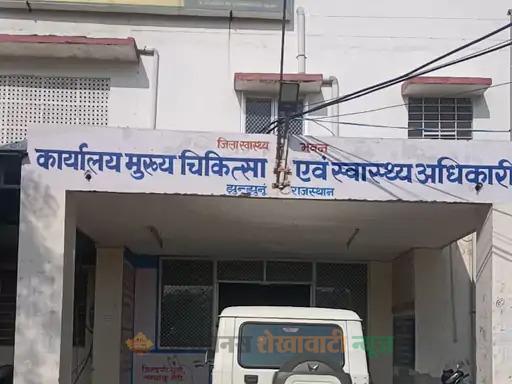 जिला स्वास्थ्य भवन
कार्यालय मुख्य चिकित्सा एवं स्वास्थ्य अधिकारी
झुन्झुनूं राजस्थान
शेखावाटी न्यूज